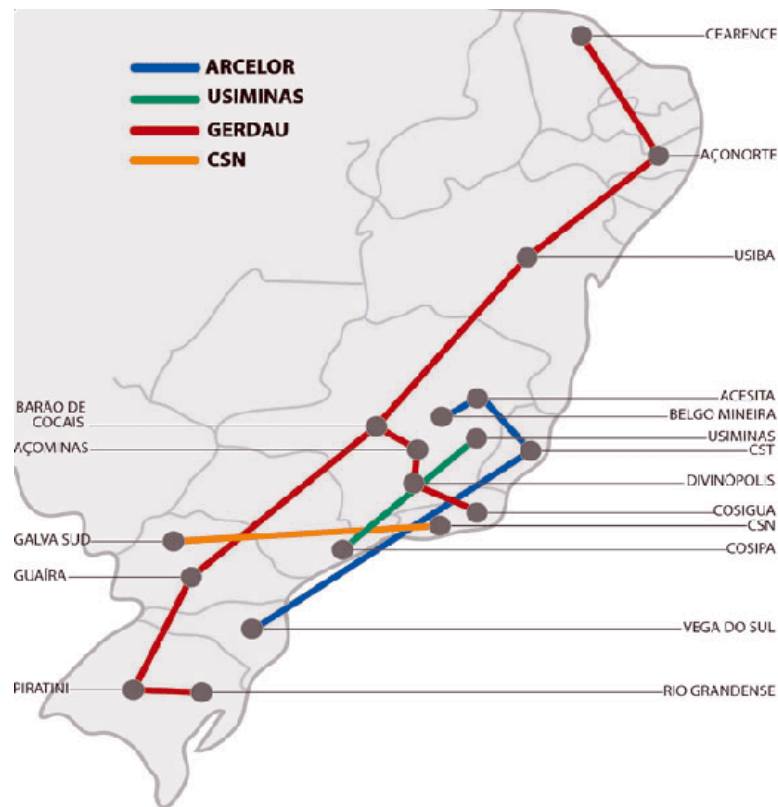 CEARENCE
ARCELOR
USIMINAS
GERDAU
CSN
AÇONORTE
USIBA
ACESITA
BARÃO DE
COCAIS
BELGO MINEIRA
USIMINAS
AÇOMINAS
CST
DIVINÓPOLIS
COSIGUA
CSN
GALVA SUD
COSIPA
GUAÍRA
VEGA DO SUL
PIRATINI
RIO GRANDENSE